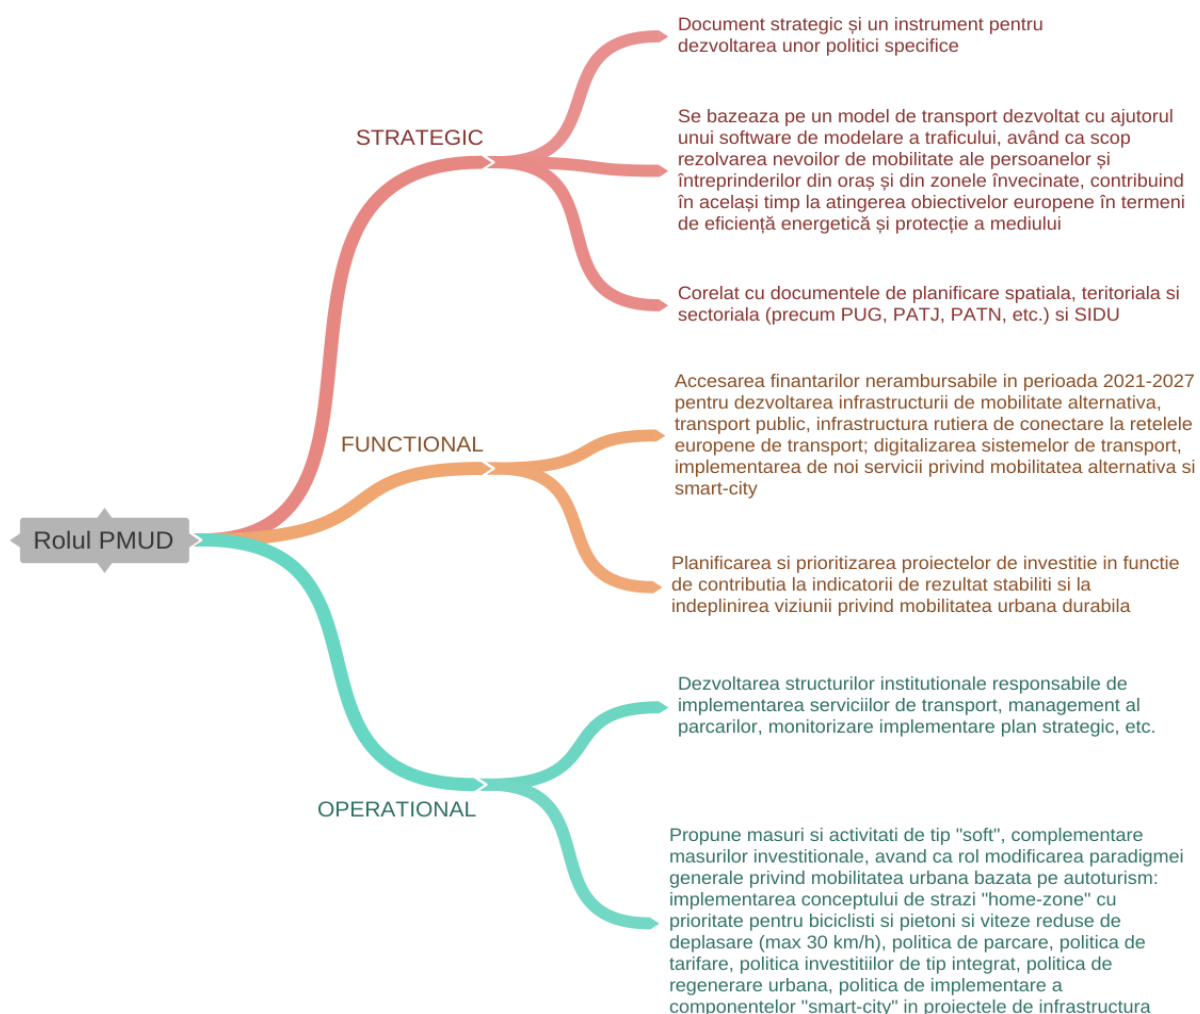 Document strategic și un instrument pentru
dezvoltarea unor politici specifice
STRATEGIC
Se bazeaza pe un model de transport dezvoltat cu ajutorul
unui software de modelare a traficului, având ca scop
rezolvarea nevoilor de mobilitate ale persoanelor și
întreprinderilor din oraș și din zonele învecinate, contribuind
în același timp la atingerea obiectivelor europene în termeni
de eficiență energetică și protecție a mediului
Corelat cu documentele de planificare spatiala, teritoriala si
sectoriala (precum PUG, PATJ, PATN, etc.) si SIDU
FUNCTIONAL
Accesarea finantarilor nerambursabile in perioada 2021-2027
pentru dezvoltarea infrastructurii de mobilitate alternativa,
transport public, infrastructura rutiera de conectare la retelele
europene de transport; digitalizarea sistemelor de transport,
implementarea de noi servicii privind mobilitatea alternativa si
smart-city
Rolul PMUD
Planificarea si prioritizarea proiectelor de investitie in functie
de contributia la indicatorii de rezultat stabiliti si la
indeplinirea viziunii privind mobilitatea urbana durabila
OPERATIONAL
Dezvoltarea structurilor institutionale responsabile de
implementarea serviciilor de transport, management al
parcarilor, monitorizare implementare plan strategic, etc.
Propune masuri si activitati de tip "soft", complementare
masurilor investitionale, avand ca rol modificarea paradigmei
generale privind mobilitatea urbana bazata pe autoturism:
implementarea conceptului de strazi "home-zone" cu
prioritate pentru biciclisti si pietoni si viteze reduse de
deplasare (max 30 km/h), politica de parcare, politica de
tarifare, politica investitiilor de tip integrat, politica de
regenerare urbana, politica de implementare a
componentelor "smart-city" in proiectele de infrastructura